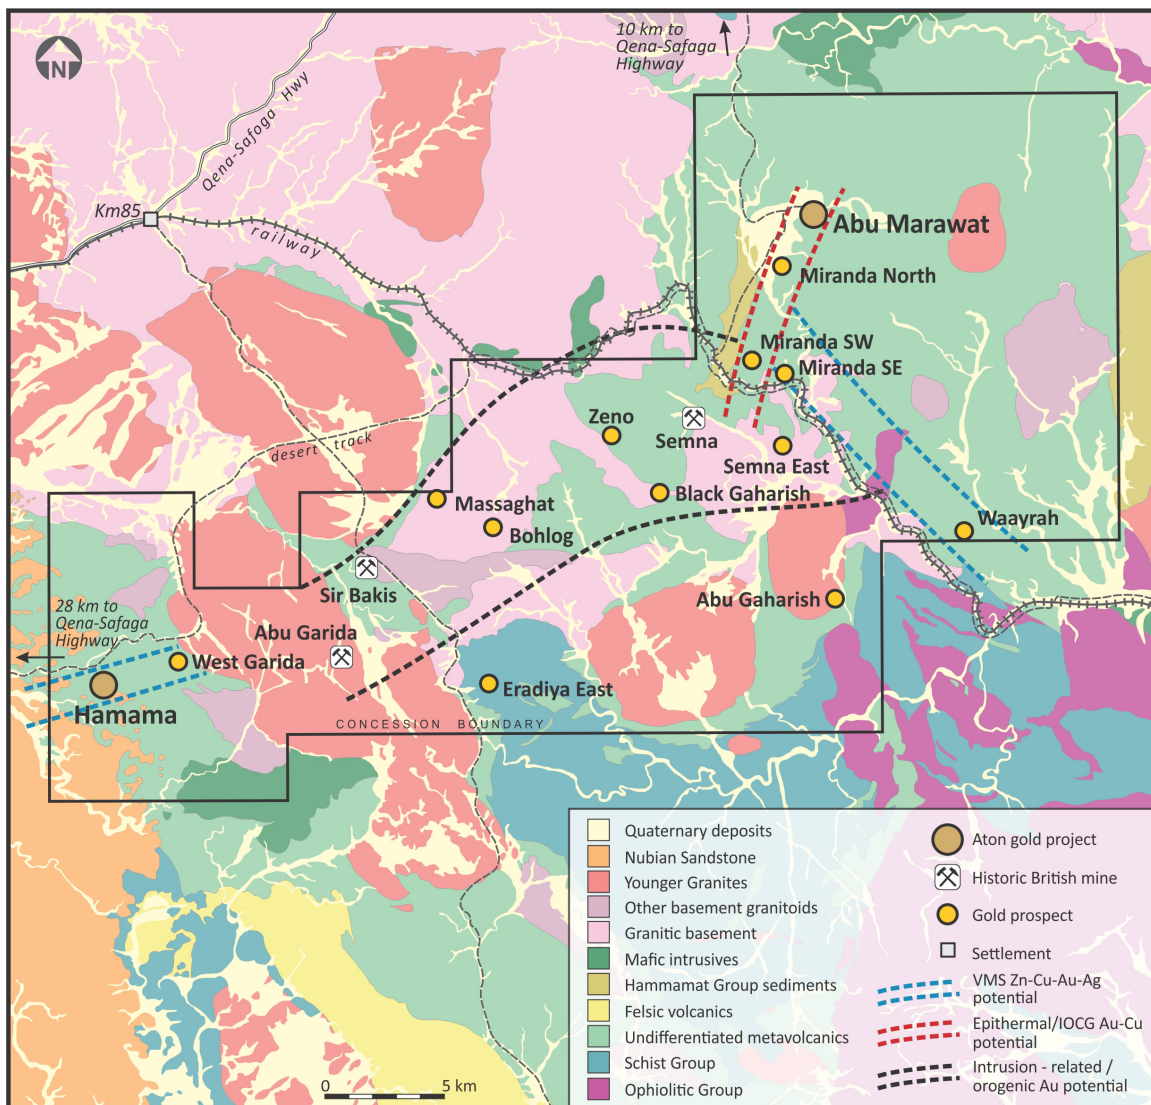 10 km to
Qena-Safaga
Highway
N
Qena-Safoga Hwy
Km85
railway
Abu Marawat
Miranda North
Miranda SW
Miranda SE
Zeno
Semna
Semna East
desert track
Massaghat
Black Gaharish
Bohlog
Waayrah
Sir Bakis
Abu Gaharish
28 km to
Qena-Safaga
Highway
Abu Garida
West Garida
Eradiya East
Hamama
CONCESSION BOUNDARY
Quaternary deposits
Nubian Sandstone
Younger Granites
Other basement granitoids
Granitic basement
Mafic intrusives
Hammamat Group sediments
Felsic volcanics
Undifferentiated metavolcanics
Schist Group
Ophiolitic Group
Aton gold project
Historic British mine
Gold prospect
Settlement
VMS Zn-Cu-Au-Ag
potential
Epithermal/IOCG Au-Cu
potential
Intrusion - related /
orogenic Au potential
0 5 km